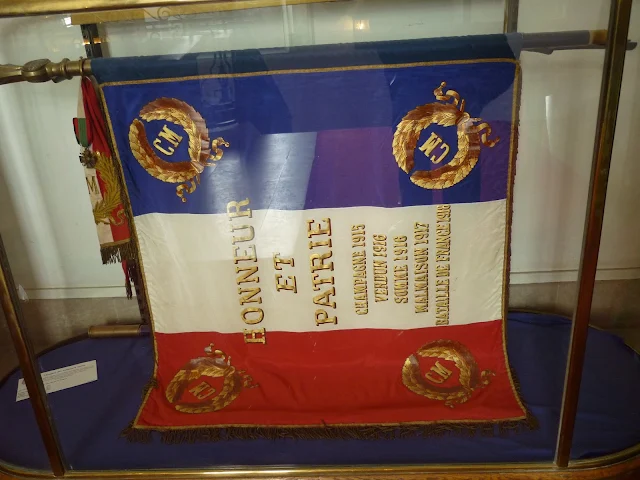 CM
CM
HONNEUR
ET
PATRIE
CHAMPAGNE 1915
VERDUN 1916
SOMME 1916
MALMAISON 1917
BATAILLE DE FRANCE 1918
CM
CM